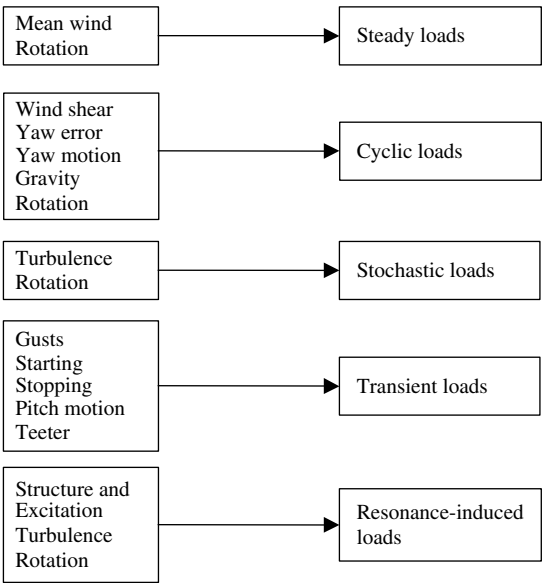 Mean wind
Rotation
Steady loads
Wind shear
Yaw error
Yaw motion
Gravity
Rotation
Cyclic loads
Turbulence
Rotation
Stochastic loads
Gusts
Starting
Stopping
Pitch motion
Teeter
Transient loads
Structure and
Excitation
Turbulence
Rotation
Resonance-induced
loads